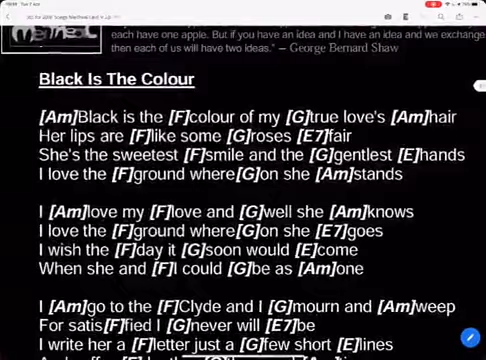 each have one apple. But if you have an idea and I have an idea and we exchange
then each of us will have two ideas." – George Bernard Shaw
Black Is The Colour
[Am]Black is the [F]colour of my [G]true love's [Am]hair
Her lips are [F]like some [G]roses [E7]fair
She's the sweetest [F]smile and the [G]gentlest [E]hands
I love the [F]ground where[G]on she [Am]stands
I [Am]love my [F]love and [G]well she [Am]knows
I love the [F]ground where[G]on she [E7]goes
I wish the [F]day it [G]soon would [E]come
When she and [F]I could [G]be as [Am]one
I [Am]go to the [F]Clyde and I [G]mourn and [Am]weep
For satis[F]fied I [G]never will [E7]be
I write her a [F]letter just a [G]few short [E]lines